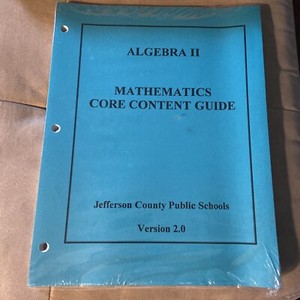 ALGEBRA II
MATHEMATICS
CORE CONTENT GUIDE
Jefferson County Public Schools
Version 2.0